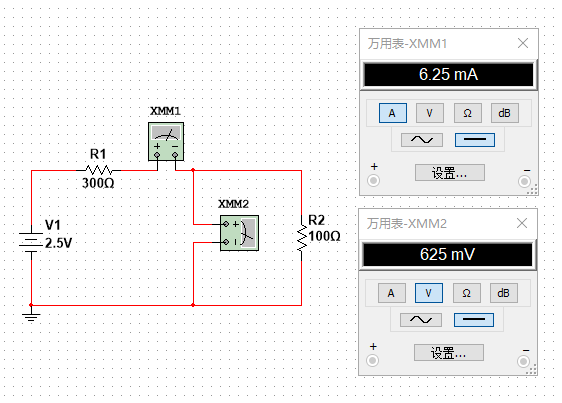 万用表-XMM1
6.25 mA
A V Ω dB
+ −
设置...
XMM1
+ −
R1
300Ω
XMM2
+
V1
2.5V
R2
100Ω
万用表-XMM2
625 mV
A V Ω dB
+ −
设置...